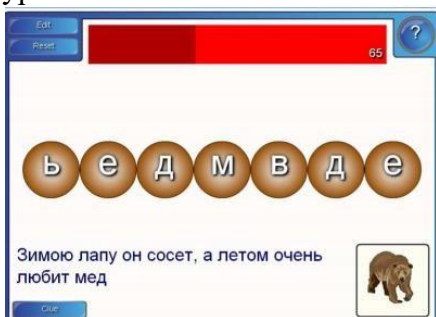 Edit
Reset
65
?
ь е д м в д е
Зимою лапу он сосет, а летом очень
любит мед
Clue